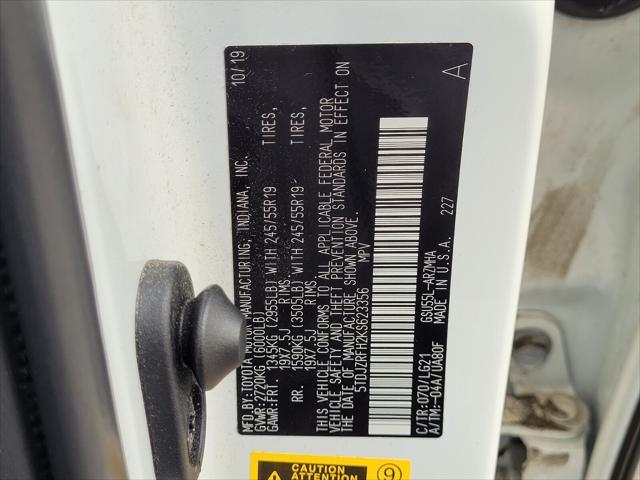 MFD.BY:TOYOTA MOTOR MANUFACTURING, INDIANA, INC. 10/19
GVWR:2720KG(6000LB)
GAWR:FRT. 1345KG(2955LB)WITH 245/55R19 TIRES,
19X7.5J RIMS
RR. 1590KG(3505LB)WITH 245/55R19 TIRES,
19X7.5J RIMS
THIS VEHICLE CONFORMS TO ALL APPLICABLE FEDERAL MOTOR
VEHICLE SAFETY AND THEFT PREVENTION STANDARDS IN EFFECT ON
THE DATE OF MANUFACTURE SHOWN ABOVE.
5TDJZRFH2KS623356 MPV
C/TR:070/LG21 GSU55L-ARZMHA
A/TM:-04A/UA80F MADE IN U.S.A. 227 A
CAUTION
ATTENTION
9